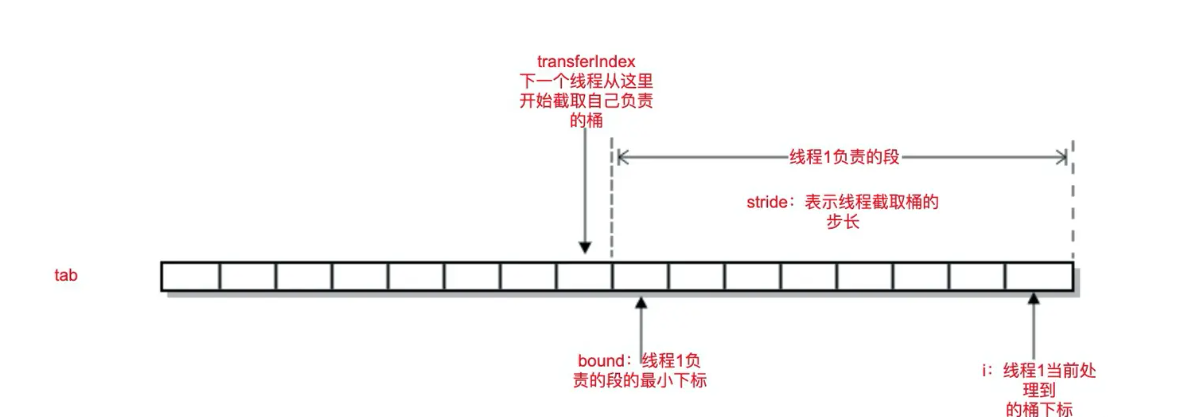 transferIndex
下一个线程从这里
开始截取自己负责
的桶
线程1负责的段
stride：表示线程截取桶的
步长
tab
bound：线程1负
责的段的最小下标
i：线程1当前处
理到
的桶下标